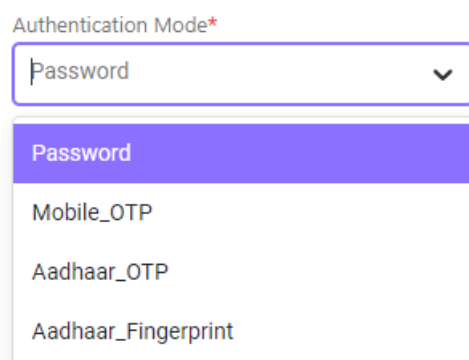 Authentication Mode*
Password
Password
Mobile_OTP
Aadhaar_OTP
Aadhaar_Fingerprint